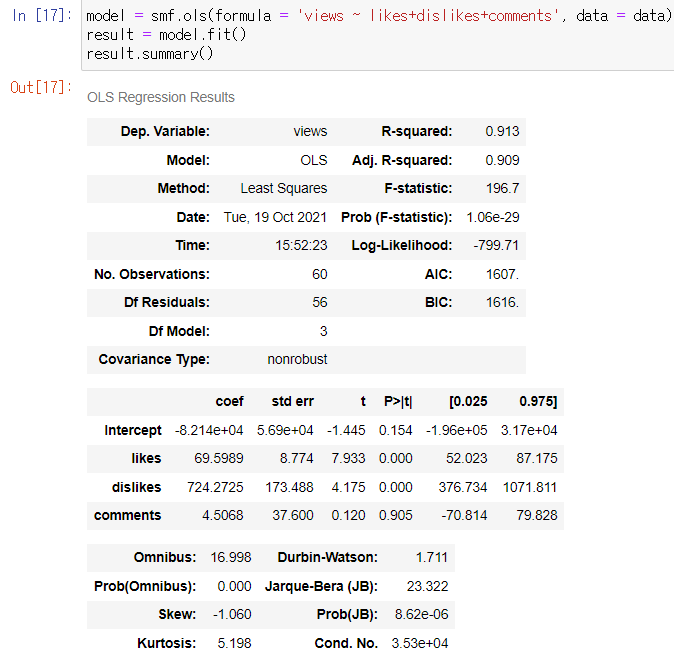 In [17]: model = smf.ols(formula = 'views ~ likes+dislikes+comments', data = data)
result = model.fit()
result.summary()
Out[17]: OLS Regression Results
Dep. Variable: views R-squared: 0.913
Model: OLS Adj. R-squared: 0.909
Method: Least Squares F-statistic: 196.7
Date: Tue, 19 Oct 2021 Prob (F-statistic): 1.06e-29
Time: 15:52:23 Log-Likelihood: -799.71
No. Observations: 60 AIC: 1607.
Df Residuals: 56 BIC: 1616.
Df Model: 3
Covariance Type: nonrobust
coef std err t P>|t| [0.025 0.975]
Intercept -8.214e+04 5.69e+04 -1.445 0.154 -1.96e+05 3.17e+04
likes 69.5989 8.774 7.933 0.000 52.023 87.175
dislikes 724.2725 173.488 4.175 0.000 376.734 1071.811
comments 4.5068 37.600 0.120 0.905 -70.814 79.828
Omnibus: 16.998 Durbin-Watson: 1.711
Prob(Omnibus): 0.000 Jarque-Bera (JB): 23.322
Skew: -1.060 Prob(JB): 8.62e-06
Kurtosis: 5.198 Cond. No. 3.53e+04